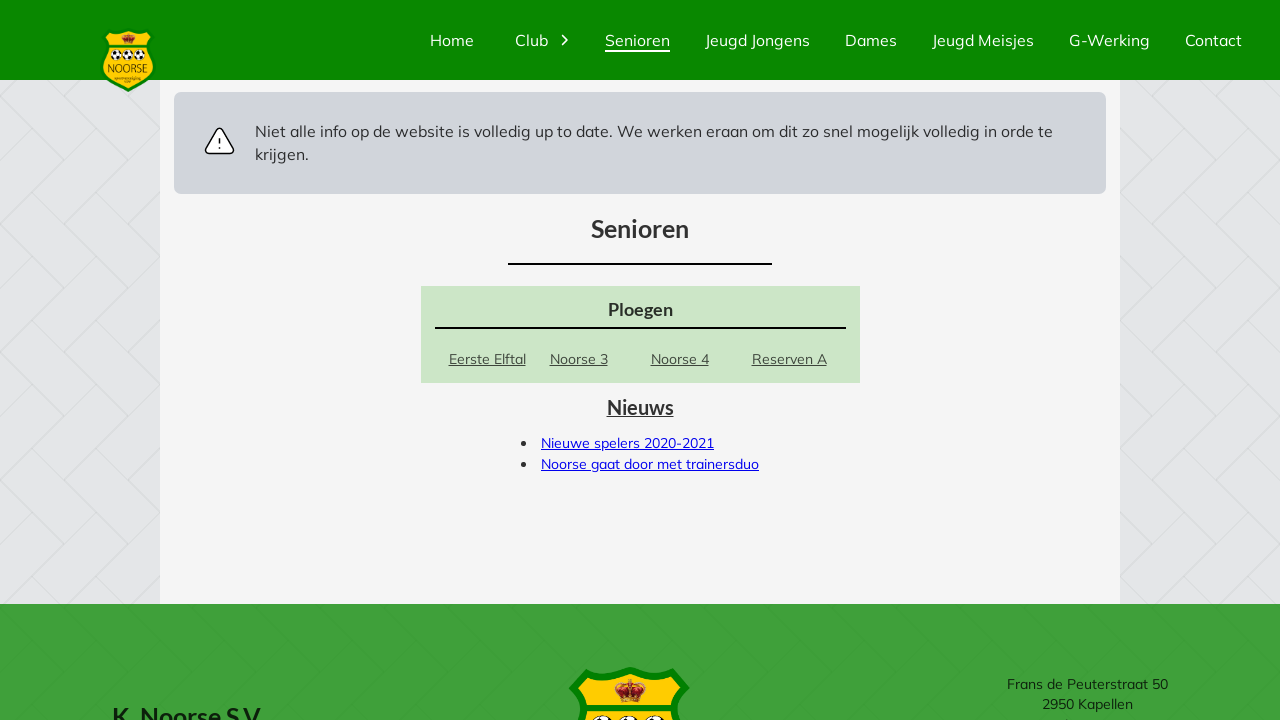 NOORSE
Home
Club
Senioren
Jeugd Jongens
Dames
Jeugd Meisjes
G-Werking
Contact
Niet alle info op de website is volledig up to date. We werken eraan om dit zo snel mogelijk volledig in orde te
krijgen.
Senioren
Ploegen
Eerste Elftal
Noorse 3
Noorse 4
Reserven A
Nieuws
Nieuwe spelers 2020-2021
Noorse gaat door met trainersduo
K. Noorse S.V.
Frans de Peuterstraat 50
2950 Kapellen